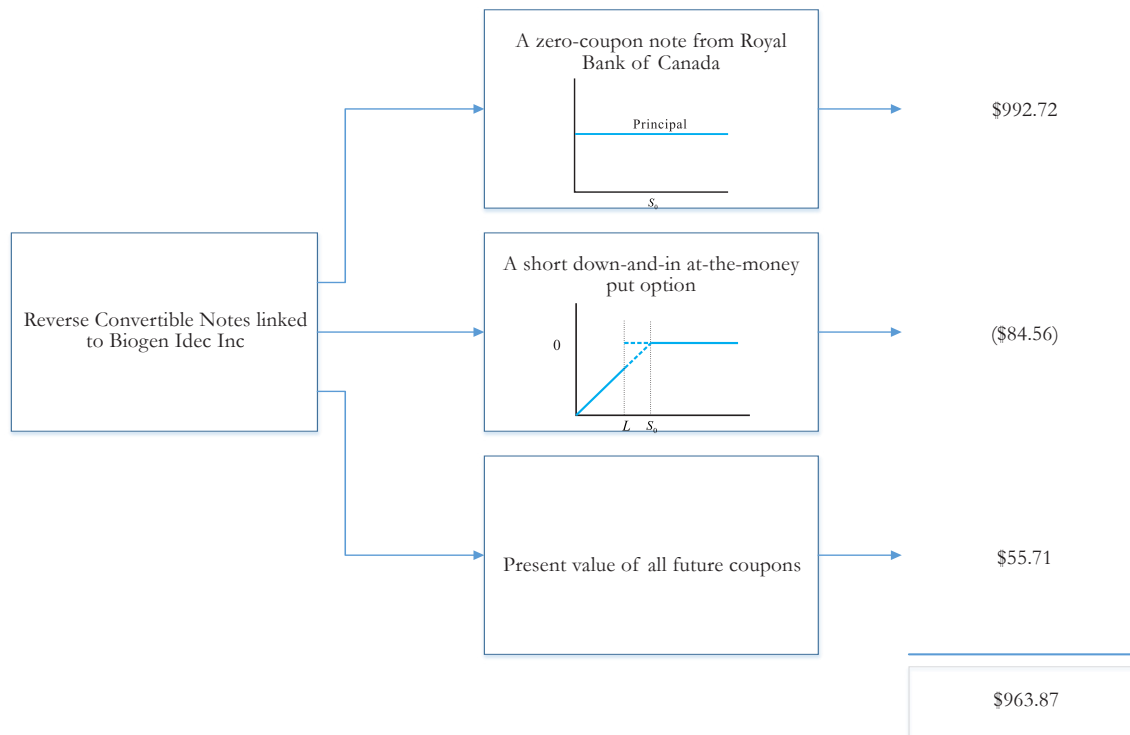 A zero-coupon note from Royal
Bank of Canada
Principal
S₀
$992.72
Reverse Convertible Notes linked
to Biogen Idec Inc
A short down-and-in at-the-money
put option
0
L S₀
($84.56)
Present value of all future coupons
$55.71
$963.87